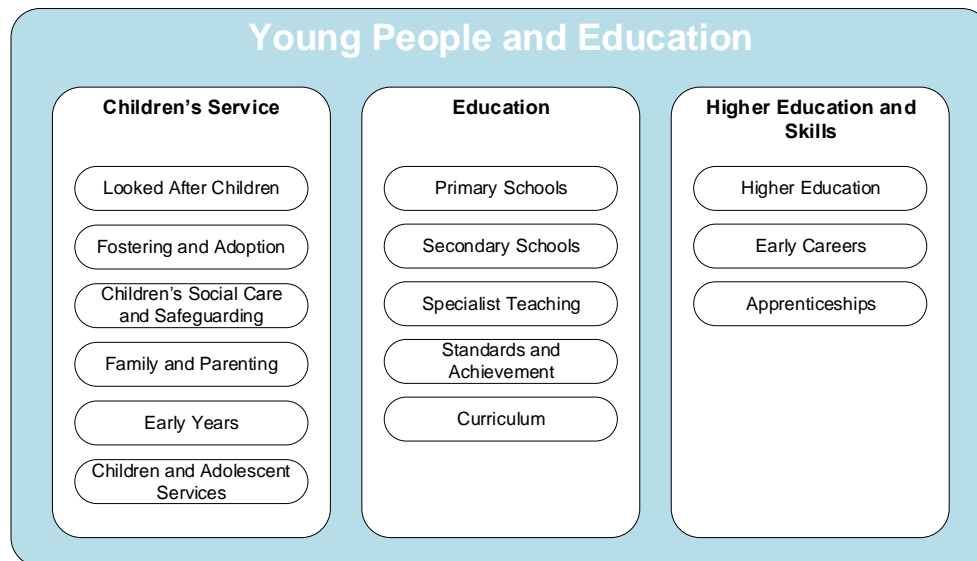 Young People and Education
Children’s Service
Looked After Children
Fostering and Adoption
Children’s Social Care
and Safeguarding
Family and Parenting
Early Years
Children and Adolescent
Services
Education
Primary Schools
Secondary Schools
Specialist Teaching
Standards and
Achievement
Curriculum
Higher Education and
Skills
Higher Education
Early Careers
Apprenticeships